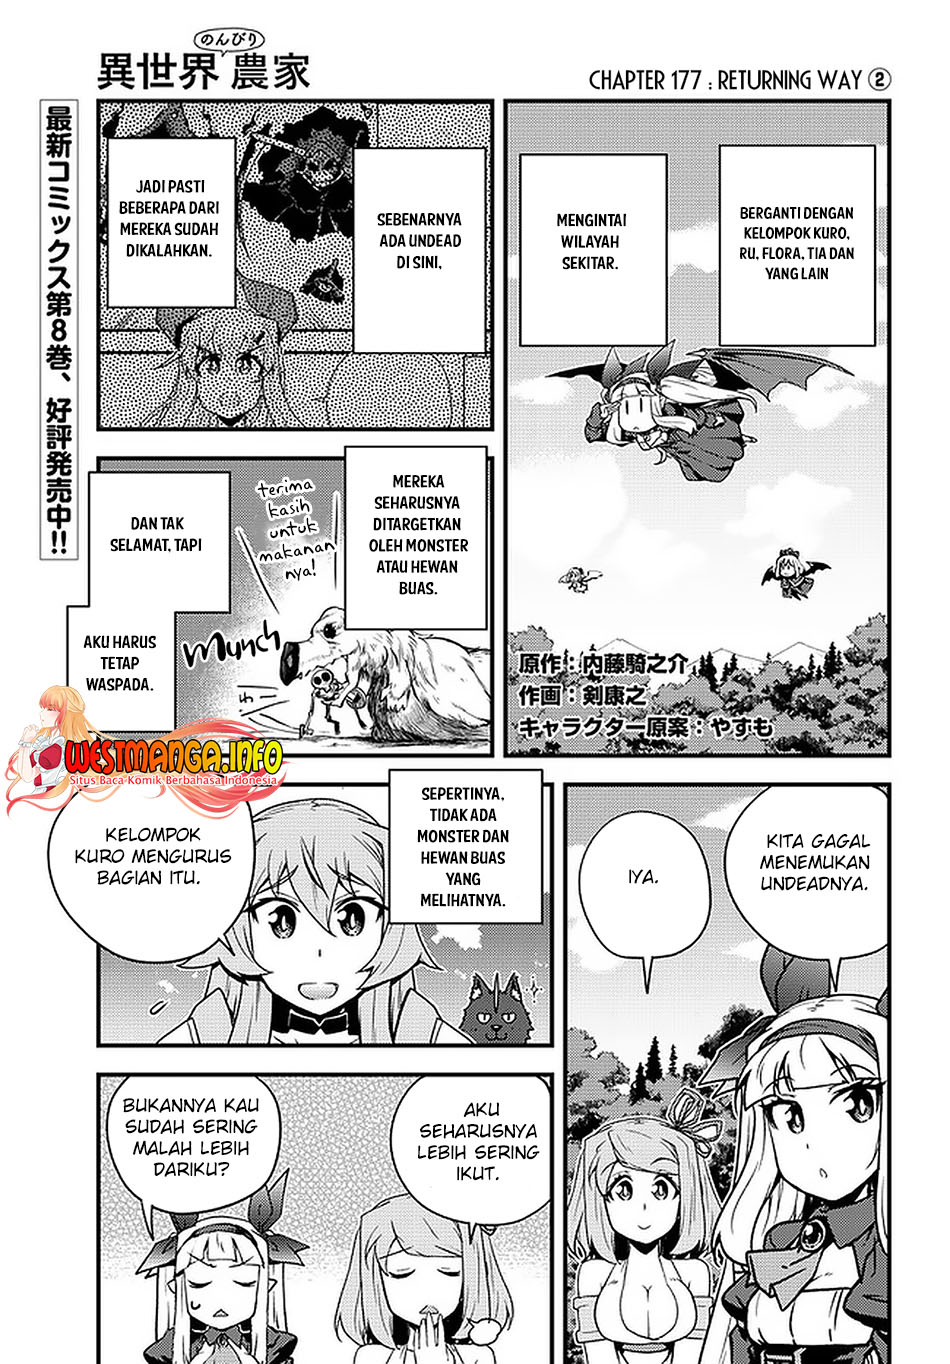 異世界
のんびり
農家
CHAPTER 177 : RETURNING WAY ②
最新コミックス第8巻、好評発売中!!
BERGANTI DENGAN
KELOMPOK KURO,
RU, FLORA, TIA DAN
YANG LAIN
MENGINTAI
WILAYAH
SEKITAR.
原作：内藤騎之介
作画：剣康之
キャラクター原案：やすも
SEBENARNYA
ADA UNDEAD
DI SINI,
JADI PASTI
BEBERAPA DARI
MEREKA SUDAH
DIKALAHKAN.
MEREKA
SEHARUSNYA
DITARGETKAN
OLEH MONSTER
ATAU HEWAN
BUAS.
terima
kasih
untuk
makanan
nya!
Munch
DAN TAK
SELAMAT, TAPI
AKU HARUS
TETAP
WASPADA.
WESTMANGA.INFO
Situs Baca Komik Berbahasa Indonesia
KITA GAGAL
MENEMUKAN
UNDEADNYA.
IYA.
SEPERTINYA,
TIDAK ADA
MONSTER DAN
HEWAN BUAS
YANG
MELIHATNYA.
KELOMPOK
KURO MENGURUS
BAGIAN ITU.
AKU
SEHARUSNYA
LEBIH SERING
IKUT.
BUKANNYA KAU
SUDAH SERING
MALAH LEBIH
DARIKU?